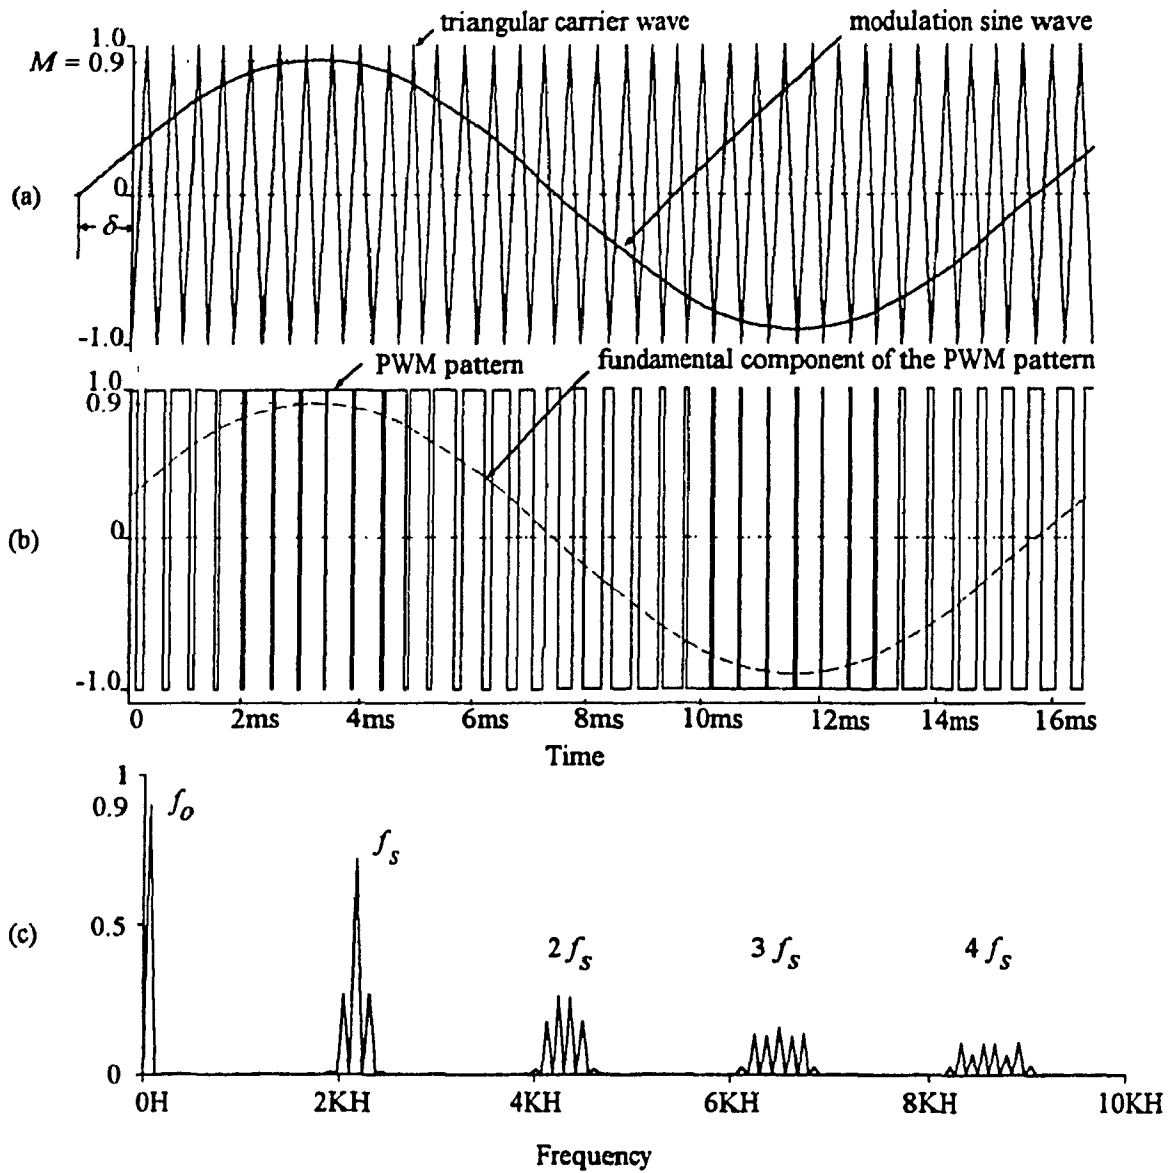 triangular carrier wave
modulation sine wave
1.0
M = 0.9
(a)
0
δ
-1.0
PWM pattern
fundamental component of the PWM pattern
1.0
0.9
(b)
0
-1.0
0 2ms 4ms 6ms 8ms 10ms 12ms 14ms 16ms
Time
1
0.9
f_o
f_s
(c)
0.5
2 f_s
3 f_s
4 f_s
0
0H 2KH 4KH 6KH 8KH 10KH
Frequency